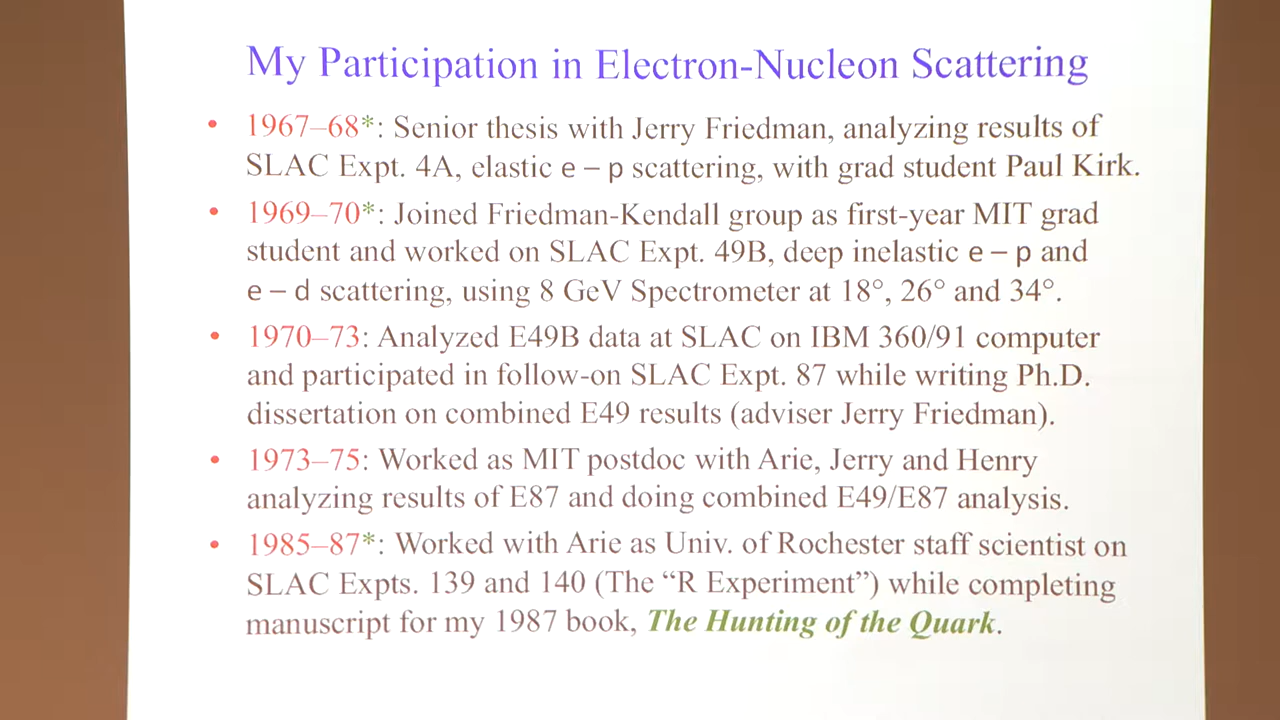 My Participation in Electron-Nucleon Scattering
• 1967–68*: Senior thesis with Jerry Friedman, analyzing results of
SLAC Expt. 4A, elastic e – p scattering, with grad student Paul Kirk.
• 1969–70*: Joined Friedman-Kendall group as first-year MIT grad
student and worked on SLAC Expt. 49B, deep inelastic e – p and
e – d scattering, using 8 GeV Spectrometer at 18°, 26° and 34°.
• 1970–73: Analyzed E49B data at SLAC on IBM 360/91 computer
and participated in follow-on SLAC Expt. 87 while writing Ph.D.
dissertation on combined E49 results (adviser Jerry Friedman).
• 1973–75: Worked as MIT postdoc with Arie, Jerry and Henry
analyzing results of E87 and doing combined E49/E87 analysis.
• 1985–87*: Worked with Arie as Univ. of Rochester staff scientist on
SLAC Expts. 139 and 140 (The “R Experiment”) while completing
manuscript for my 1987 book, The Hunting of the Quark.